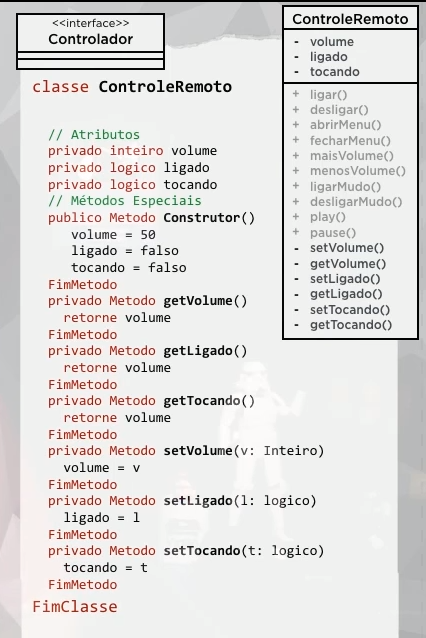 <<interface>>
Controlador
ControleRemoto
- volume
- ligado
- tocando
+ ligar()
+ desligar()
+ abrirMenu()
+ fecharMenu()
+ maisVolume()
+ menosVolume()
+ ligarMudo()
+ desligarMudo()
+ play()
+ pause()
- setVolume()
- getVolume()
- setLigado()
- getLigado()
- setTocando()
- getTocando()
classe ControleRemoto
// Atributos
privado inteiro volume
privado logico ligado
privado logico tocando
// Métodos Especiais
publico Metodo Construtor()
volume = 50
ligado = falso
tocando = falso
FimMetodo
privado Metodo getVolume()
retorne volume
FimMetodo
privado Metodo getLigado()
retorne volume
FimMetodo
privado Metodo getTocando()
retorne volume
FimMetodo
privado Metodo setVolume(v: Inteiro)
volume = v
FimMetodo
privado Metodo setLigado(l: logico)
ligado = l
FimMetodo
privado Metodo setTocando(t: logico)
tocando = t
FimMetodo
FimClasse